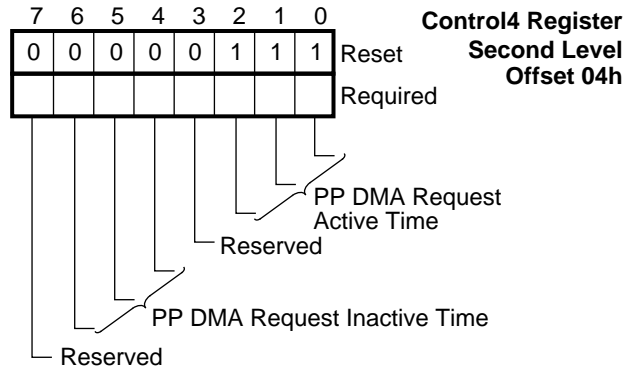 7 6 5 4 3 2 1 0
Control4 Register
Second Level
Offset 04h
0 0 0 0 0 1 1 1 Reset
Required
PP DMA Request
Active Time
Reserved
PP DMA Request Inactive Time
Reserved